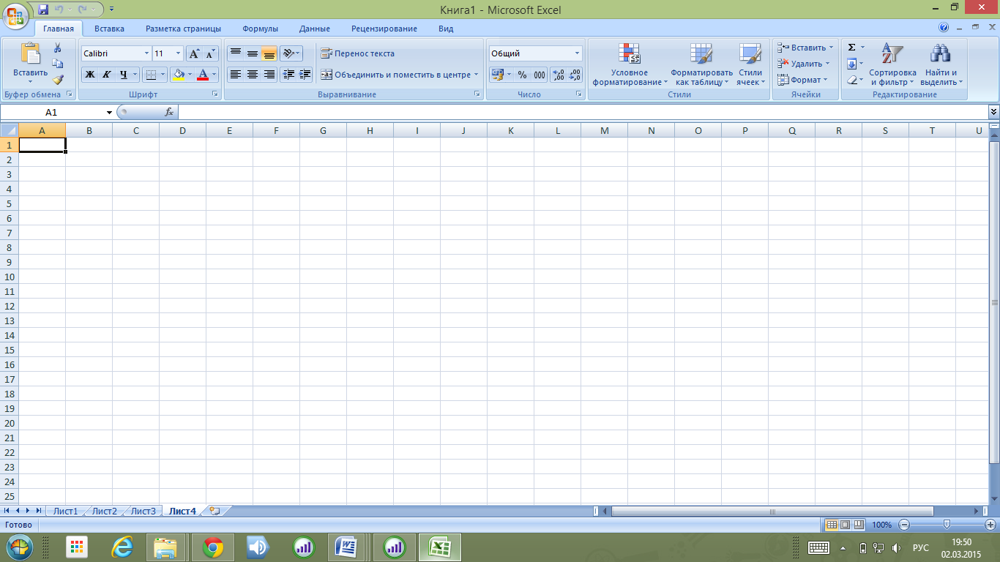 Книга1 - Microsoft Excel
Главная Вставка Разметка страницы Формулы Данные Рецензирование Вид
Вставить
Буфер обмена
Calibri 11
Ж К Ч
Шрифт
Перенос текста
Объединить и поместить в центре
Выравнивание
Общий
% 000 ,00 ,00
Число
Условное форматирование
Форматировать как таблицу
Стили ячеек
Стили
Вставить
Удалить
Формат
Ячейки
Σ
Сортировка и фильтр
Найти и выделить
Редактирование
A1 fx
A B C D E F G H I J K L M N O P Q R S T U
1
2
3
4
5
6
7
8
9
10
11
12
13
14
15
16
17
18
19
20
21
22
23
24
25
Лист1 Лист2 Лист3 Лист4
Готово 100%
РУС 19:50
02.03.2015